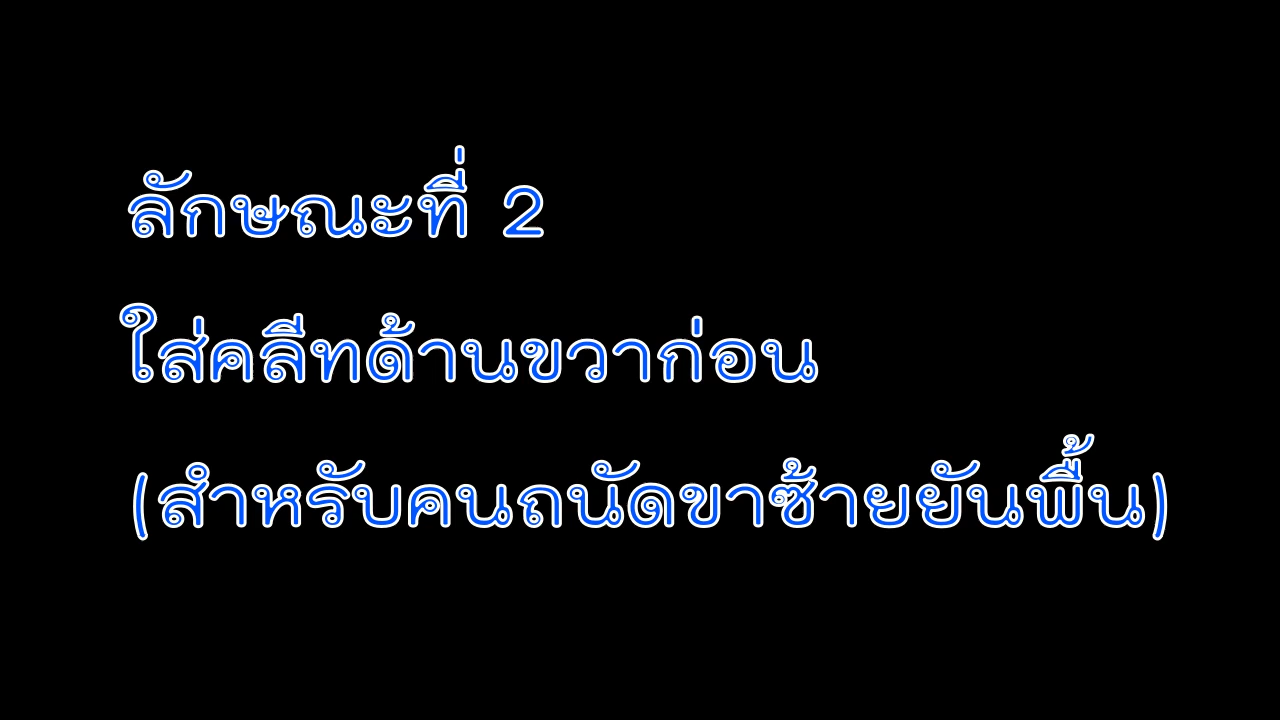 ลักษณะที่ 2
ใส่คลีทด้านขวาก่อน
(สำหรับคนถนัดขาซ้ายยันพื้น)